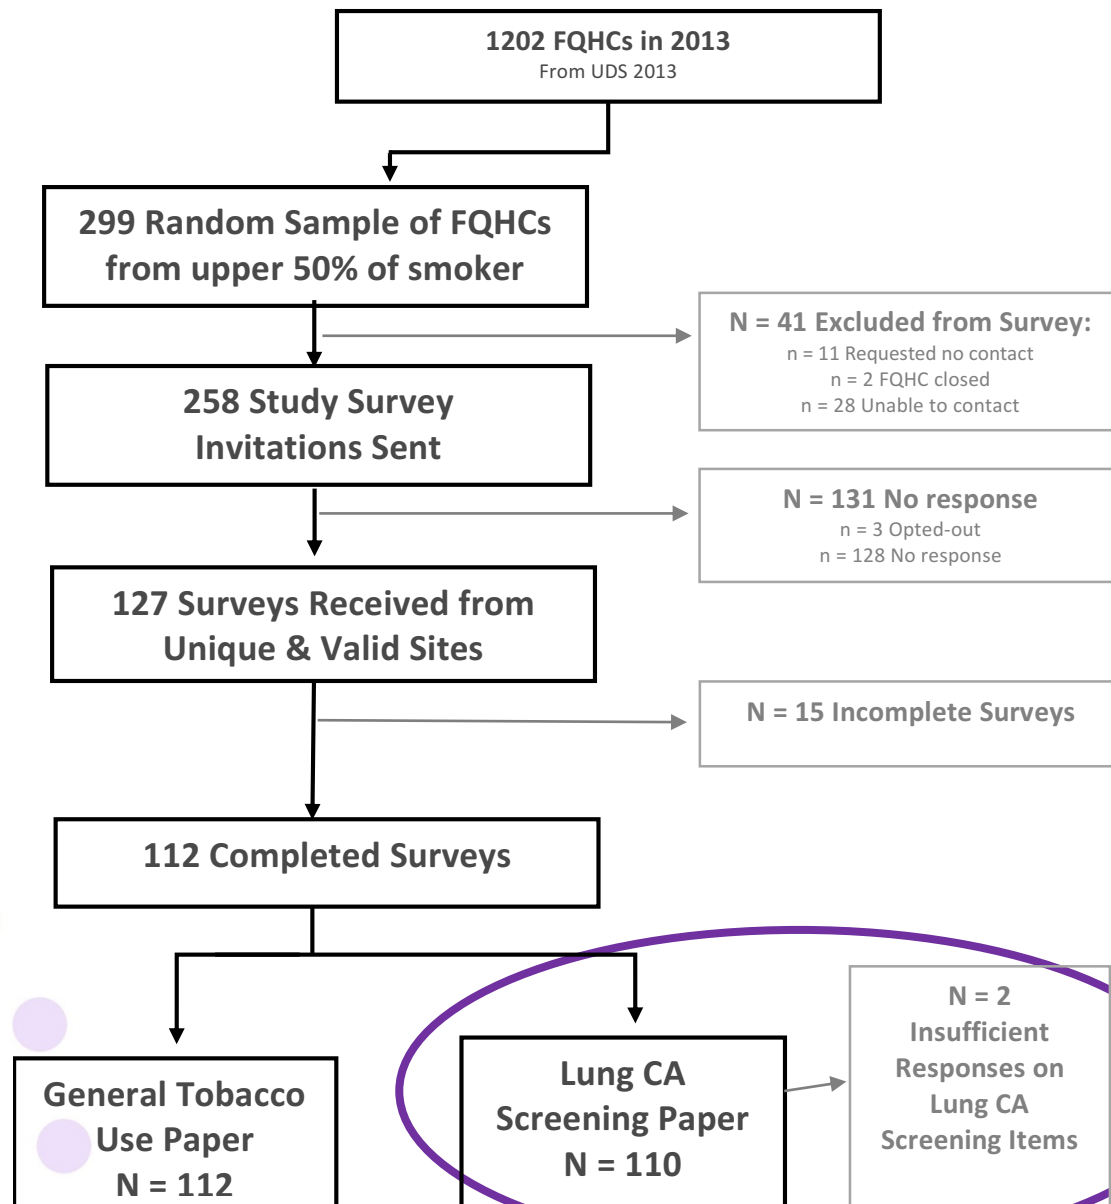 1202 FQHCs in 2013
From UDS 2013
299 Random Sample of FQHCs
from upper 50% of smoker
N = 41 Excluded from Survey:
n = 11 Requested no contact
n = 2 FQHC closed
n = 28 Unable to contact
258 Study Survey
Invitations Sent
N = 131 No response
n = 3 Opted-out
n = 128 No response
127 Surveys Received from
Unique & Valid Sites
N = 15 Incomplete Surveys
112 Completed Surveys
General Tobacco
Use Paper
N = 112
Lung CA
Screening Paper
N = 110
N = 2
Insufficient
Responses on
Lung CA
Screening Items